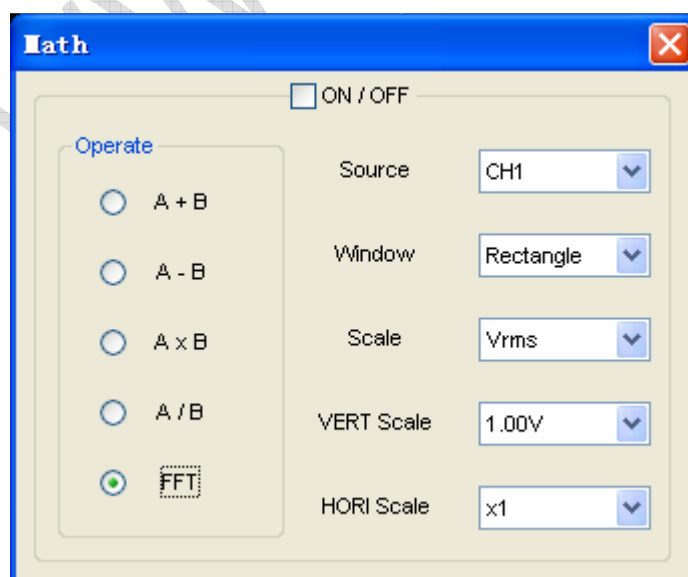 Math
ON / OFF
Operate
A + B
A - B
A x B
A / B
FFT
Source CH1
Window Rectangle
Scale Vrms
VERT Scale 1.00V
HORI Scale x1